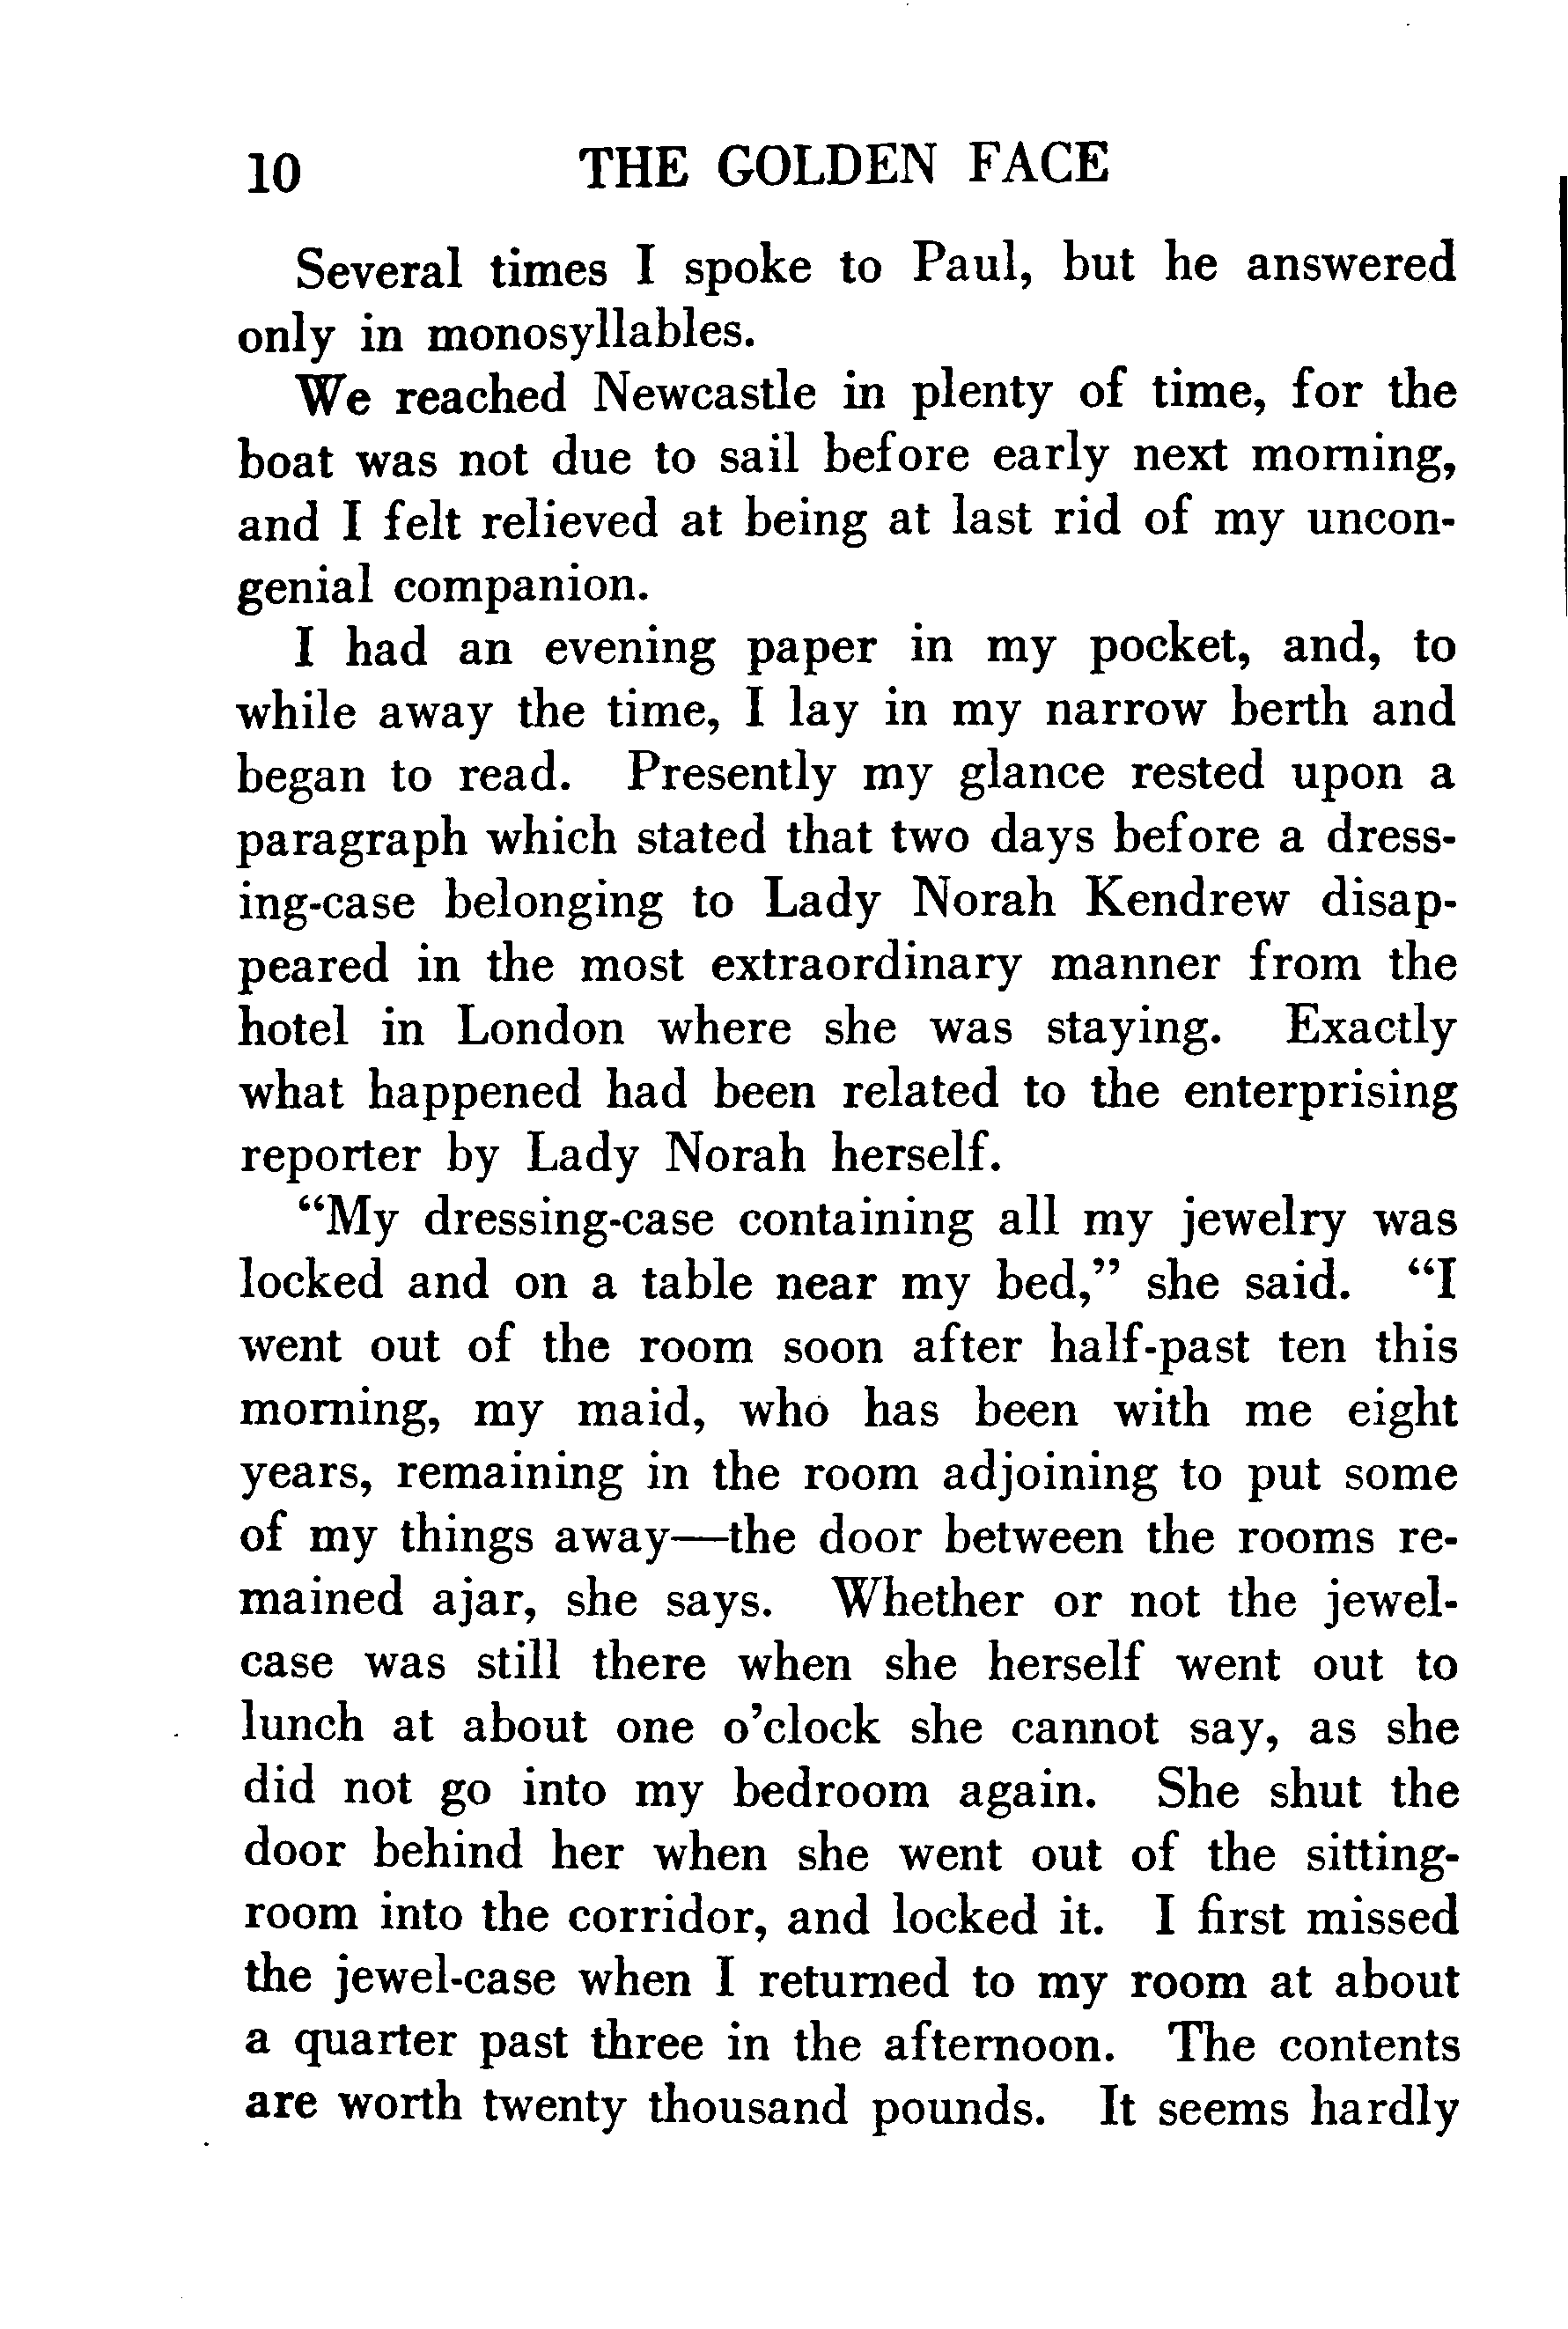 10 THE GOLDEN FACE
Several times I spoke to Paul, but he answered
only in monosyllables.
We reached Newcastle in plenty of time, for the
boat was not due to sail before early next morning,
and I felt relieved at being at last rid of my uncon-
genial companion.
I had an evening paper in my pocket, and, to
while away the time, I lay in my narrow berth and
began to read. Presently my glance rested upon a
paragraph which stated that two days before a dress-
ing-case belonging to Lady Norah Kendrew disap-
peared in the most extraordinary manner from the
hotel in London where she was staying. Exactly
what happened had been related to the enterprising
reporter by Lady Norah herself.
“My dressing-case containing all my jewelry was
locked and on a table near my bed,” she said. “I
went out of the room soon after half-past ten this
morning, my maid, who has been with me eight
years, remaining in the room adjoining to put some
of my things away—the door between the rooms re-
mained ajar, she says. Whether or not the jewel-
case was still there when she herself went out to
lunch at about one o’clock she cannot say, as she
did not go into my bedroom again. She shut the
door behind her when she went out of the sitting-
room into the corridor, and locked it. I first missed
the jewel-case when I returned to my room at about
a quarter past three in the afternoon. The contents
are worth twenty thousand pounds. It seems hardly